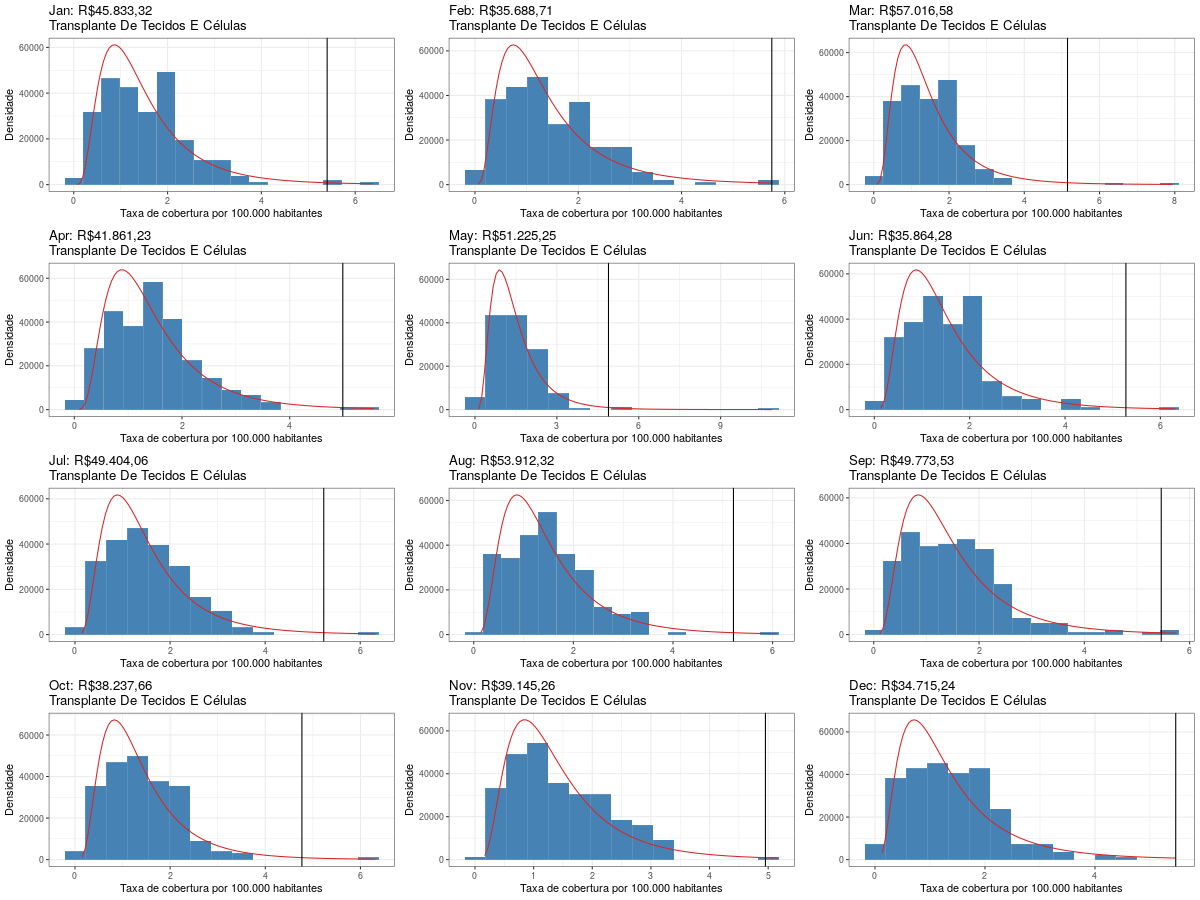 Jan: R$45.833,32
Transplante De Tecidos E Células
Densidade
60000
40000
20000
0
0 2 4 6
Taxa de cobertura por 100.000 habitantes
Feb: R$35.688,71
Transplante De Tecidos E Células
Densidade
60000
40000
20000
0
0 2 4 6
Taxa de cobertura por 100.000 habitantes
Mar: R$57.016,58
Transplante De Tecidos E Células
Densidade
60000
40000
20000
0
0 2 4 6 8
Taxa de cobertura por 100.000 habitantes
Apr: R$41.861,23
Transplante De Tecidos E Células
Densidade
60000
40000
20000
0
0 2 4
Taxa de cobertura por 100.000 habitantes
May: R$51.225,25
Transplante De Tecidos E Células
Densidade
60000
40000
20000
0
0 3 6 9
Taxa de cobertura por 100.000 habitantes
Jun: R$35.864,28
Transplante De Tecidos E Células
Densidade
60000
40000
20000
0
0 2 4 6
Taxa de cobertura por 100.000 habitantes
Jul: R$49.404,06
Transplante De Tecidos E Células
Densidade
60000
40000
20000
0
0 2 4 6
Taxa de cobertura por 100.000 habitantes
Aug: R$53.912,32
Transplante De Tecidos E Células
Densidade
60000
40000
20000
0
0 2 4 6
Taxa de cobertura por 100.000 habitantes
Sep: R$49.773,53
Transplante De Tecidos E Células
Densidade
60000
40000
20000
0
0 2 4 6
Taxa de cobertura por 100.000 habitantes
Oct: R$38.237,66
Transplante De Tecidos E Células
Densidade
60000
40000
20000
0
0 2 4 6
Taxa de cobertura por 100.000 habitantes
Nov: R$39.145,26
Transplante De Tecidos E Células
Densidade
60000
40000
20000
0
0 1 2 3 4 5
Taxa de cobertura por 100.000 habitantes
Dec: R$34.715,24
Transplante De Tecidos E Células
Densidade
60000
40000
20000
0
0 2 4
Taxa de cobertura por 100.000 habitantes